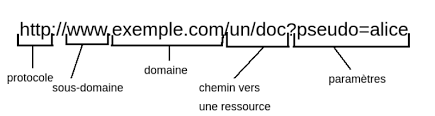 http://www.exemple.com/un/doc?pseudo=alice
protocole
sous-domaine
domaine
chemin vers
une ressource
paramètres